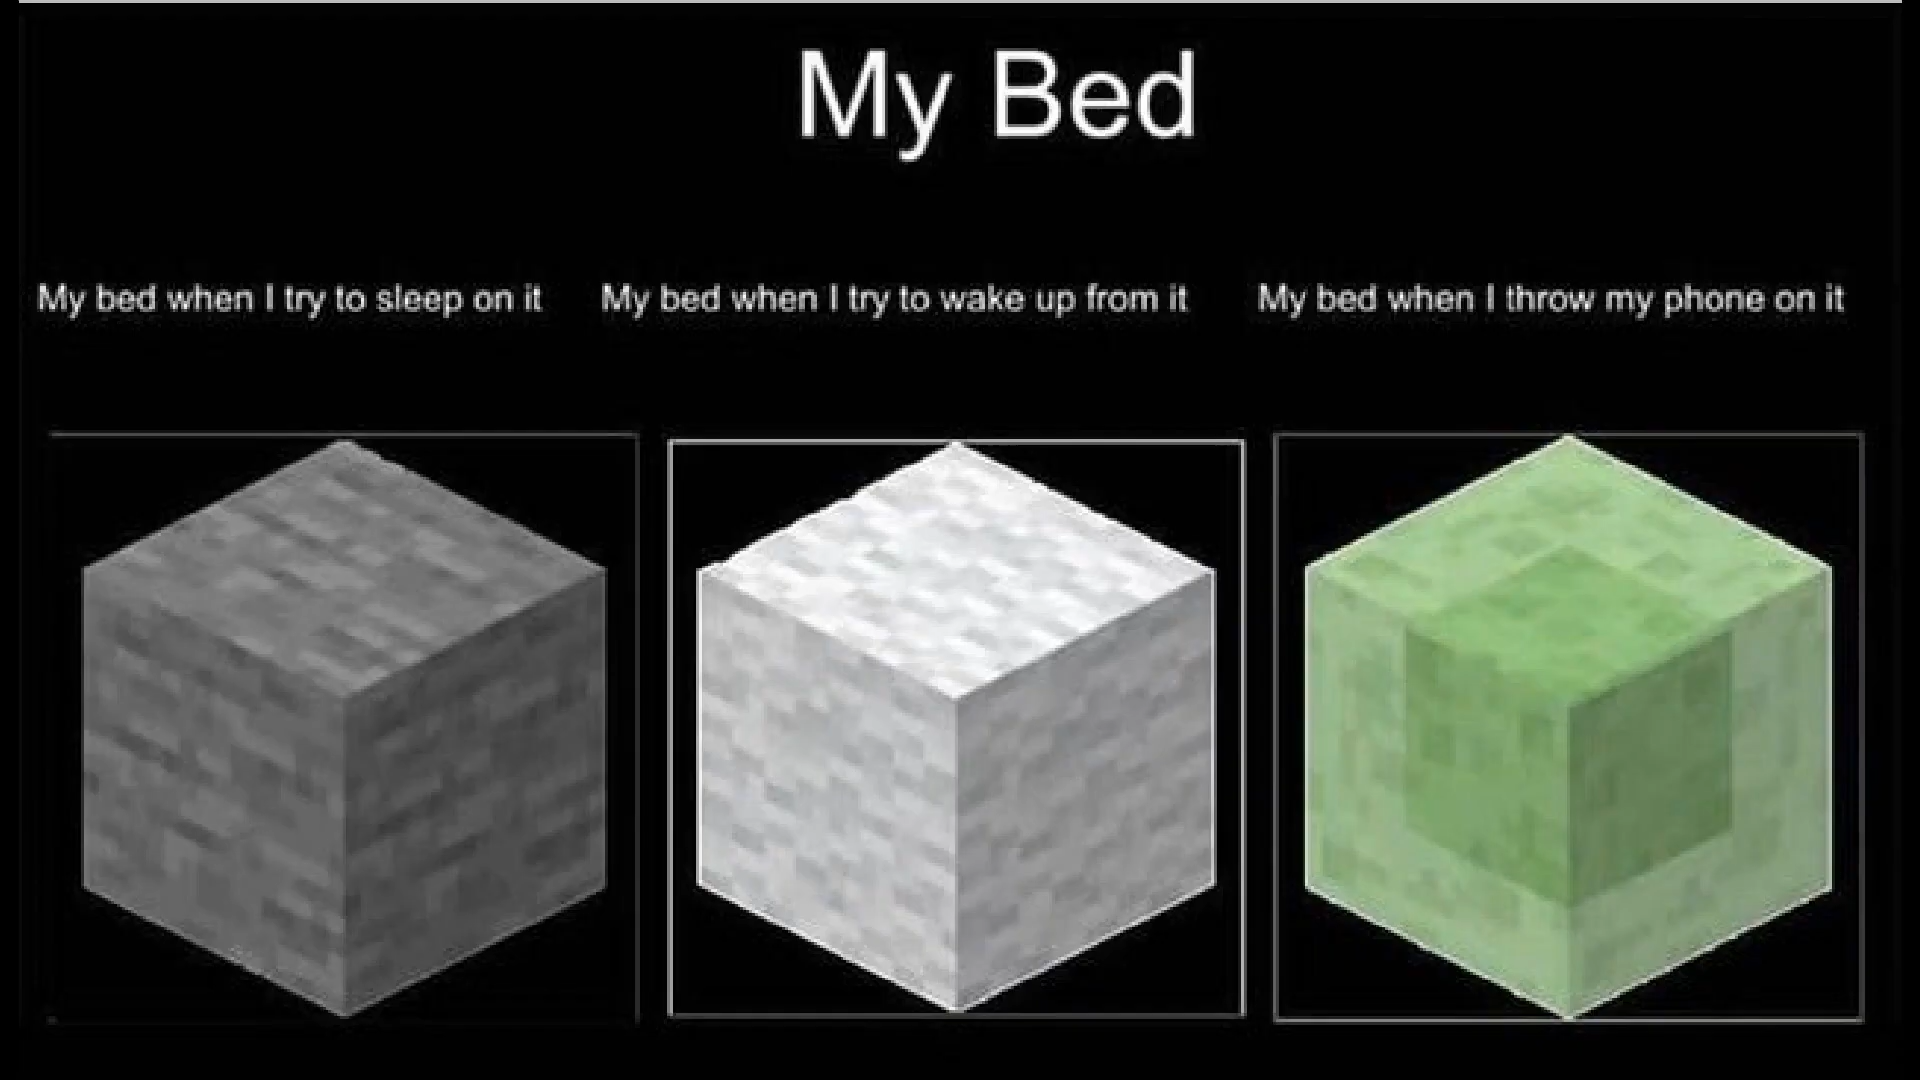 My Bed
My bed when I try to sleep on it
My bed when I try to wake up from it
My bed when I throw my phone on it